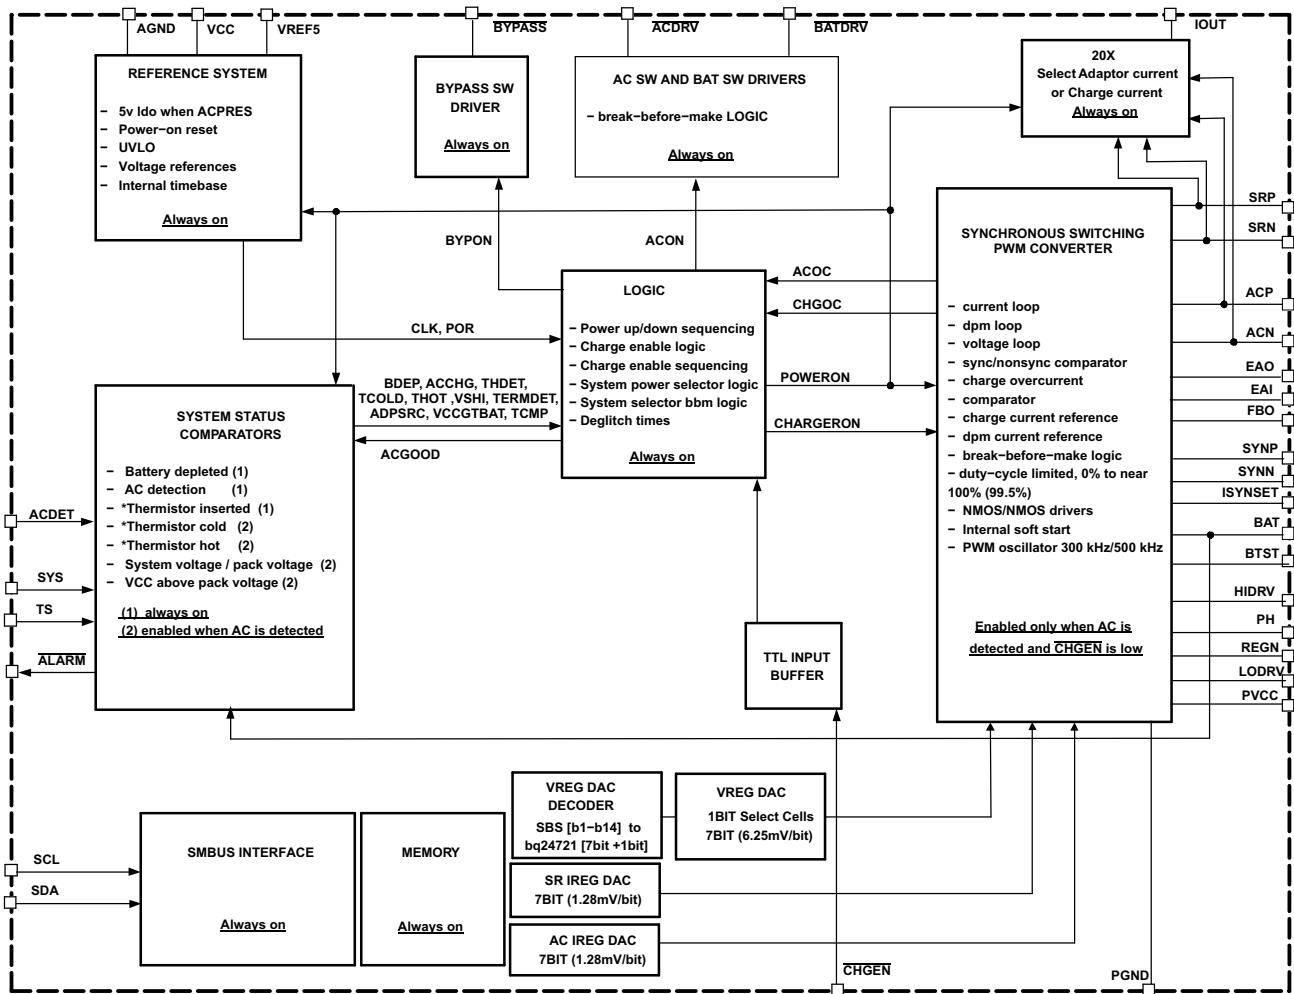 AGND
VCC
VREF5
BYPASS
ACDRV
BATDRV
IOUT
REFERENCE SYSTEM
− 5v ldo when ACPRES
− Power−on reset
− UVLO
− Voltage references
− Internal timebase
Always on
BYPASS SW
DRIVER
Always on
AC SW AND BAT SW DRIVERS
− break−before−make LOGIC
Always on
20X
Select Adaptor current
or Charge current
Always on
BYPON
ACON
CLK, POR
LOGIC
− Power up/down sequencing
− Charge enable logic
− Charge enable sequencing
− System power selector logic
− System selector bbm logic
− Deglitch times
Always on
ACOC
CHGOC
POWERON
CHARGERON
SYNCHRONOUS SWITCHING
PWM CONVERTER
− current loop
− dpm loop
− voltage loop
− sync/nonsync comparator
− charge overcurrent
− comparator
− charge current reference
− dpm current reference
− break−before−make logic
− duty−cycle limited, 0% to near
100% (99.5%)
− NMOS/NMOS drivers
− Internal soft start
− PWM oscillator 300 kHz/500 kHz
Enabled only when AC is
detected and CHGEN is low
SRP
SRN
ACP
ACN
EAO
EAI
FBO
SYNP
SYNN
ISYNSET
BAT
BTST
HIDRV
PH
REGN
LODRV
PVCC
BDEP, ACCHG, THDET,
TCOLD, THOT ,VSHI, TERMDET,
ADPSRC, VCCGTBAT, TCMP
ACGOOD
SYSTEM STATUS
COMPARATORS
− Battery depleted (1)
− AC detection (1)
− *Thermistor inserted (1)
− *Thermistor cold (2)
− *Thermistor hot (2)
− System voltage / pack voltage (2)
− VCC above pack voltage (2)
(1) always on
(2) enabled when AC is detected
ACDET
SYS
TS
ALARM
TTL INPUT
BUFFER
SCL
SDA
SMBUS INTERFACE
Always on
MEMORY
Always on
VREG DAC
DECODER
SBS [b1−b14] to
bq24721 [7bit +1bit]
VREG DAC
1BIT Select Cells
7BIT (6.25mV/bit)
SR IREG DAC
7BIT (1.28mV/bit)
AC IREG DAC
7BIT (1.28mV/bit)
CHGEN
PGND